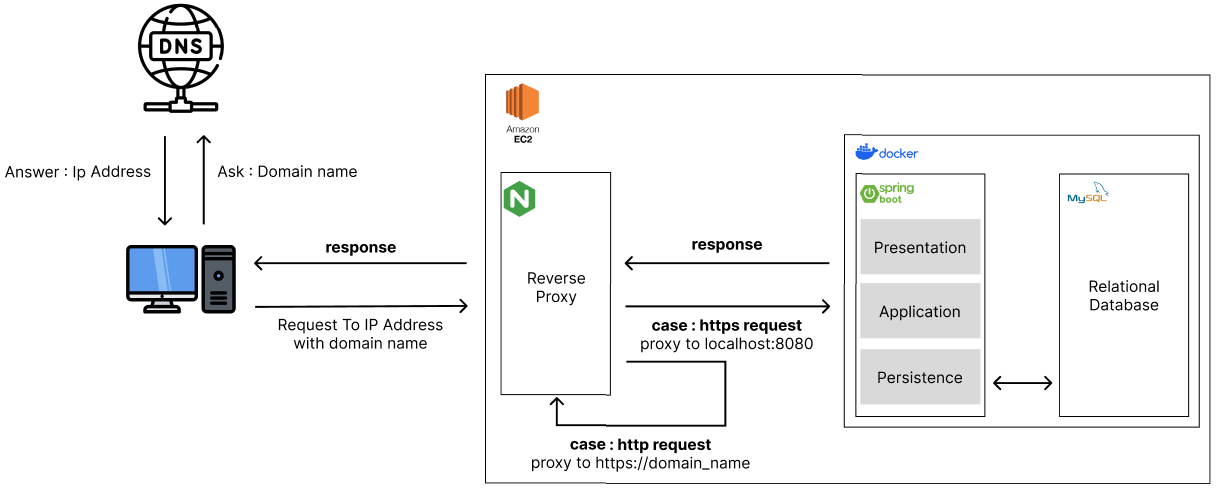 DNS
Answer : Ip Address
Ask : Domain name
response
Request To IP Address
with domain name
Amazon
EC2
N
Reverse
Proxy
response
case : https request
proxy to localhost:8080
case : http request
proxy to https://domain_name
docker
spring
boot
Presentation
Application
Persistence
MySQL
Relational
Database